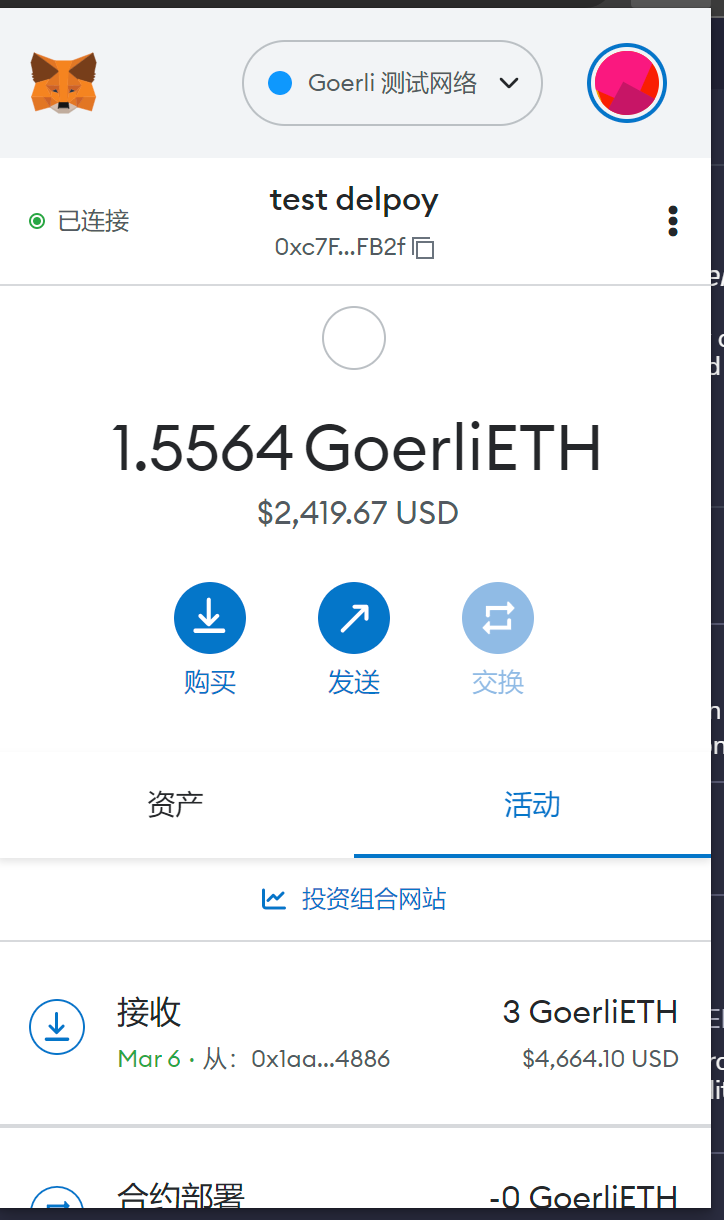 Goerli 测试网络
已连接
test delpoy
0xc7F...FB2f
1.5564 GoerliETH
$2,419.67 USD
购买
发送
交换
资产
活动
投资组合网站
接收
3 GoerliETH
Mar 6 · 从: 0x1aa...4886
$4,664.10 USD
合约部署
-0 GoerliETH